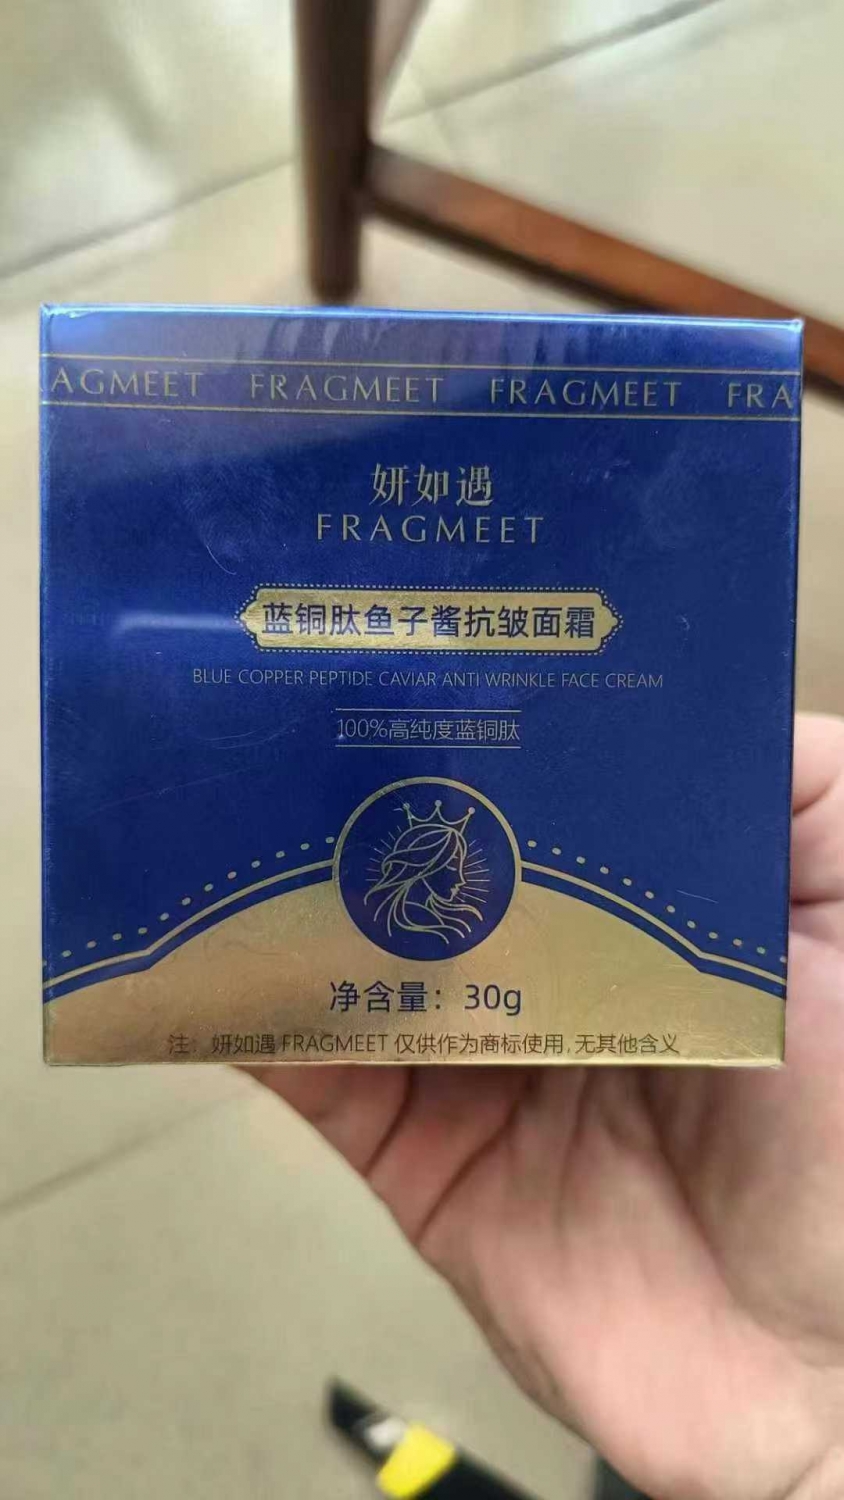 AGMEET FRAGMEET FRAGMEET FRA
妍如遇
FRAGMEET
蓝铜肽鱼子酱抗皱面霜
BLUE COPPER PEPTIDE CAVIAR ANTI WRINKLE FACE CREAM
100%高纯度蓝铜肽
净含量：30g
注：妍如遇 FRAGMEET 仅供作为商标使用，无其他含义